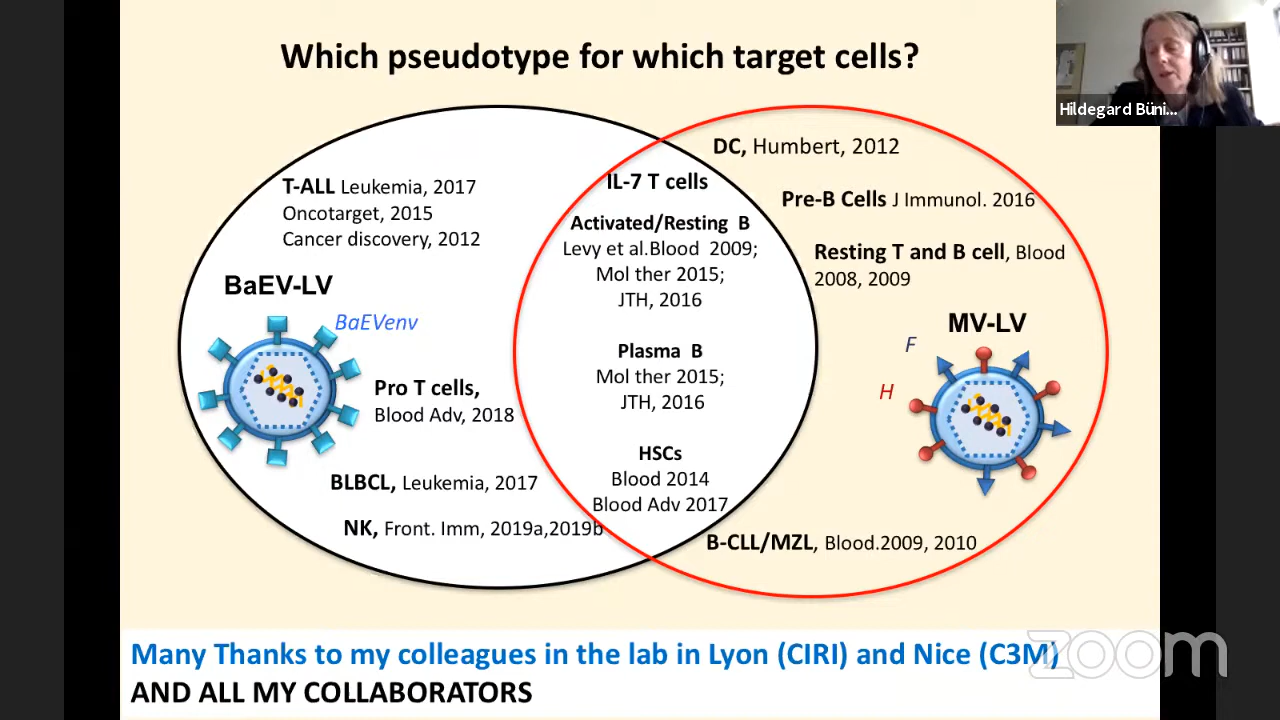 Which pseudotype for which target cells?
Hildegard Büni...
T-ALL Leukemia, 2017
Oncotarget, 2015
Cancer discovery, 2012
BaEV-LV
BaEVenv
Pro T cells,
Blood Adv, 2018
BLBCL, Leukemia, 2017
NK, Front. Imm, 2019a,2019b
IL-7 T cells
Activated/Resting B
Levy et al.Blood 2009;
Mol ther 2015;
JTH, 2016
Plasma B
Mol ther 2015;
JTH, 2016
HSCs
Blood 2014
Blood Adv 2017
DC, Humbert, 2012
Pre-B Cells J Immunol. 2016
Resting T and B cell, Blood
2008, 2009
MV-LV
F
H
B-CLL/MZL, Blood.2009, 2010
Many Thanks to my colleagues in the lab in Lyon (CIRI) and Nice (C3M)
AND ALL MY COLLABORATORS
zoom